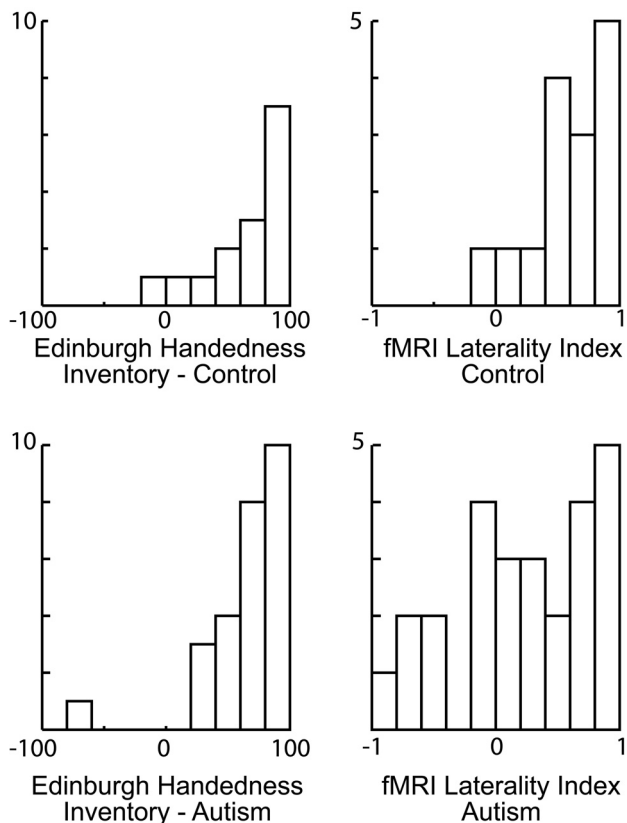 10
5
-100 0 100
-1 0 1
Edinburgh Handedness
Inventory - Control
fMRI Laterality Index
Control
10
5
-100 0 100
-1 0 1
Edinburgh Handedness
Inventory - Autism
fMRI Laterality Index
Autism